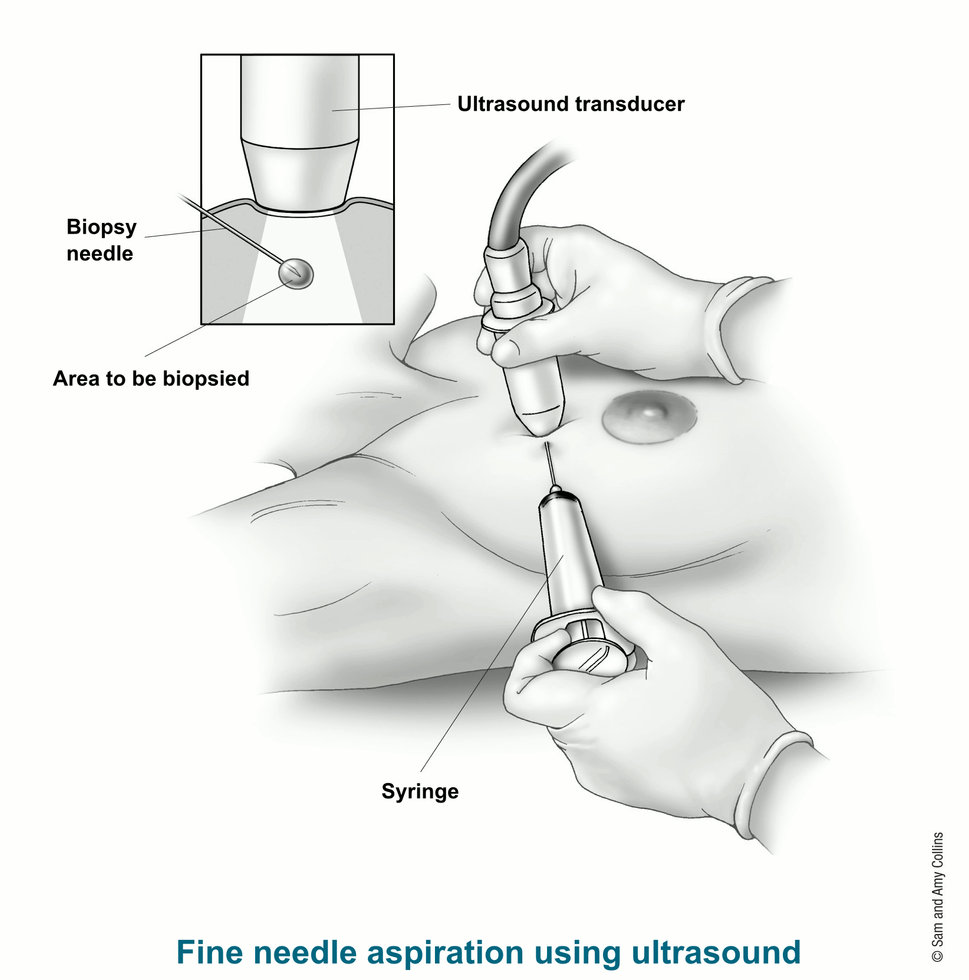 Ultrasound transducer
Biopsy
needle
Area to be biopsied
Syringe
© Sam and Amy Collins
Fine needle aspiration using ultrasound